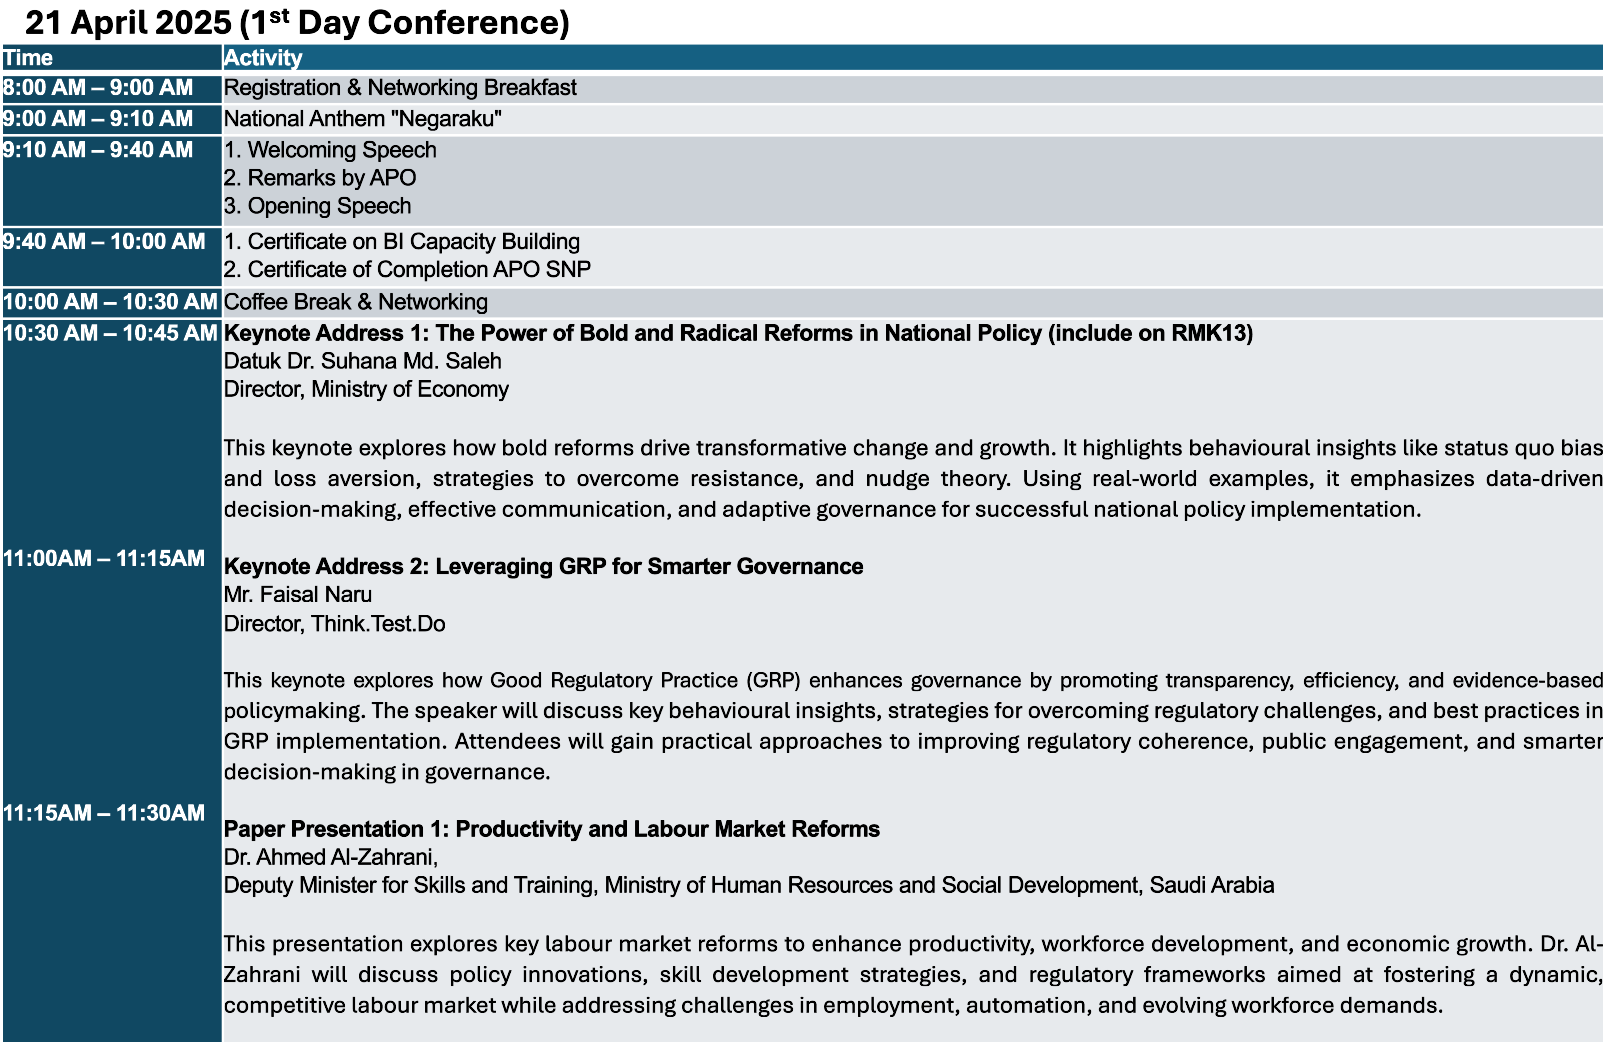 21 April 2025 (1st Day Conference)
Time Activity
8:00 AM – 9:00 AM Registration & Networking Breakfast
9:00 AM – 9:10 AM National Anthem "Negaraku"
9:10 AM – 9:40 AM 1. Welcoming Speech
2. Remarks by APO
3. Opening Speech
9:40 AM – 10:00 AM 1. Certificate on BI Capacity Building
2. Certificate of Completion APO SNP
10:00 AM – 10:30 AM Coffee Break & Networking
10:30 AM – 10:45 AM Keynote Address 1: The Power of Bold and Radical Reforms in National Policy (include on RMK13)
Datuk Dr. Suhana Md. Saleh
Director, Ministry of Economy
This keynote explores how bold reforms drive transformative change and growth. It highlights behavioural insights like status quo bias
and loss aversion, strategies to overcome resistance, and nudge theory. Using real-world examples, it emphasizes data-driven
decision-making, effective communication, and adaptive governance for successful national policy implementation.
11:00AM – 11:15AM Keynote Address 2: Leveraging GRP for Smarter Governance
Mr. Faisal Naru
Director, Think.Test.Do
This keynote explores how Good Regulatory Practice (GRP) enhances governance by promoting transparency, efficiency, and evidence-based
policymaking. The speaker will discuss key behavioural insights, strategies for overcoming regulatory challenges, and best practices in
GRP implementation. Attendees will gain practical approaches to improving regulatory coherence, public engagement, and smarter
decision-making in governance.
11:15AM – 11:30AM Paper Presentation 1: Productivity and Labour Market Reforms
Dr. Ahmed Al-Zahrani,
Deputy Minister for Skills and Training, Ministry of Human Resources and Social Development, Saudi Arabia
This presentation explores key labour market reforms to enhance productivity, workforce development, and economic growth. Dr. Al-
Zahrani will discuss policy innovations, skill development strategies, and regulatory frameworks aimed at fostering a dynamic,
competitive labour market while addressing challenges in employment, automation, and evolving workforce demands.